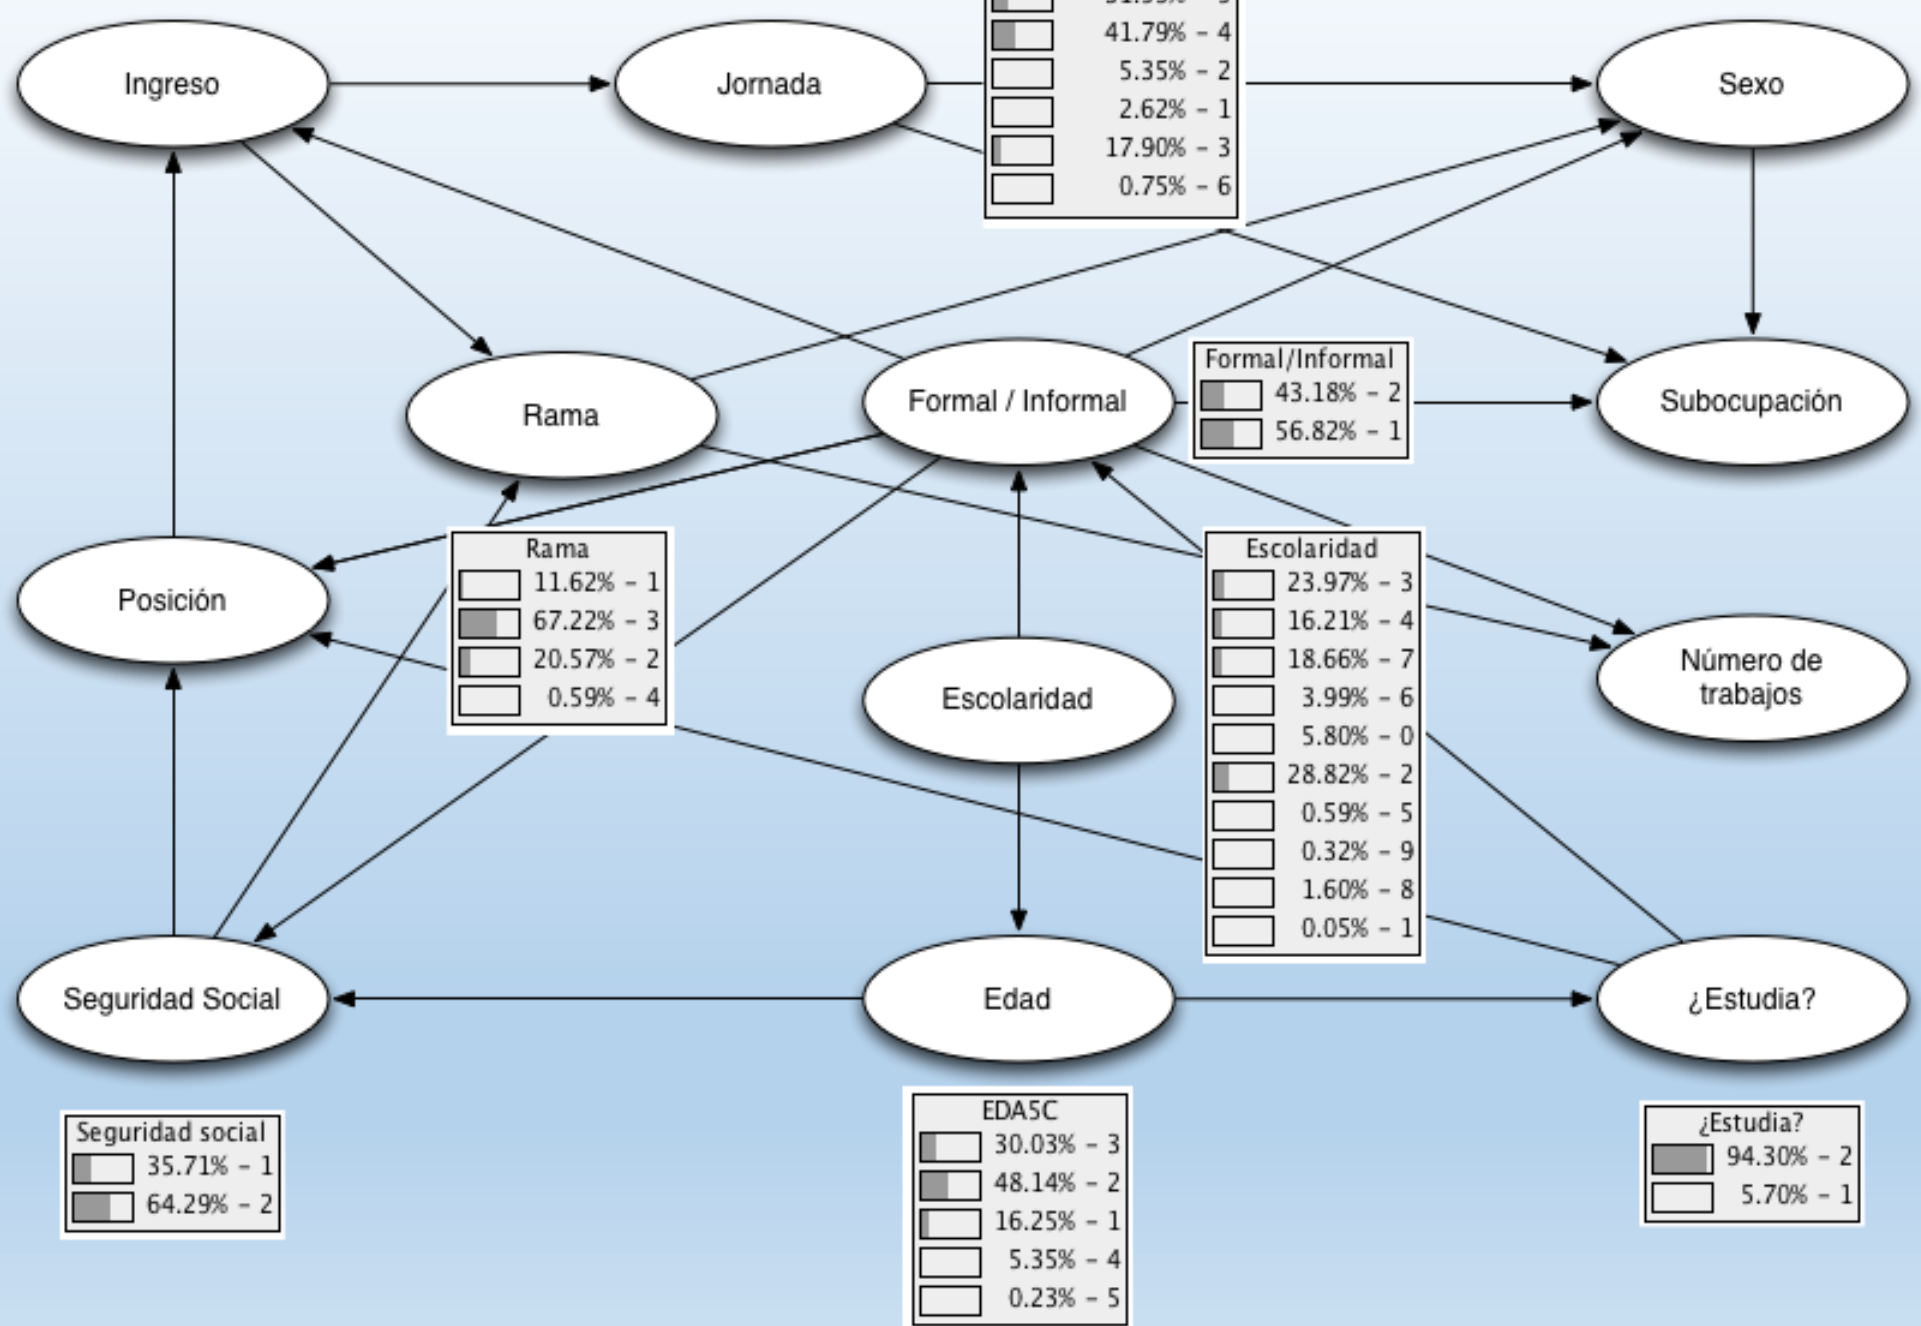 41.79% - 4
5.35% - 2
2.62% - 1
17.90% - 3
0.75% - 6
Ingreso
Jornada
Sexo
Rama
Formal / Informal
Formal/Informal
43.18% - 2
56.82% - 1
Subocupación
Posición
Rama
11.62% - 1
67.22% - 3
20.57% - 2
0.59% - 4
Escolaridad
Escolaridad
23.97% - 3
16.21% - 4
18.66% - 7
3.99% - 6
5.80% - 0
28.82% - 2
0.59% - 5
0.32% - 9
1.60% - 8
0.05% - 1
Número de
trabajos
Seguridad Social
Edad
¿Estudia?
Seguridad social
35.71% - 1
64.29% - 2
EDA5C
30.03% - 3
48.14% - 2
16.25% - 1
5.35% - 4
0.23% - 5
¿Estudia?
94.30% - 2
5.70% - 1